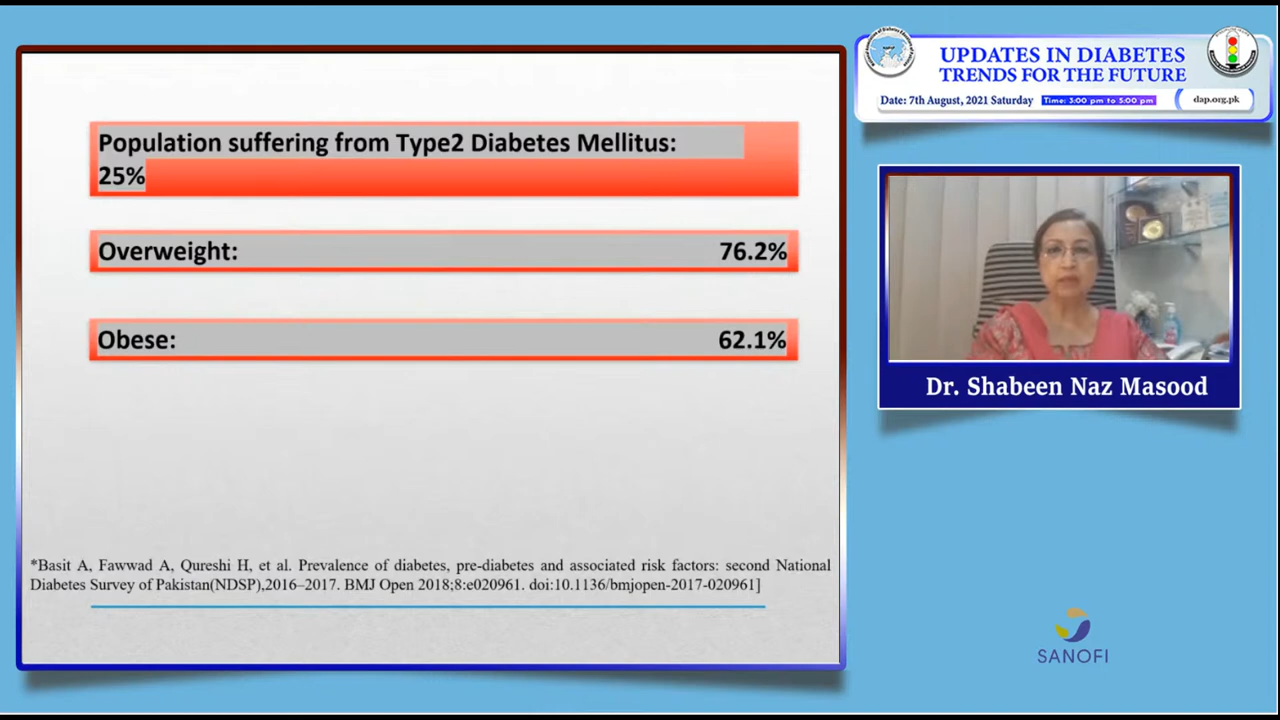 Population suffering from Type2 Diabetes Mellitus:
25%
Overweight: 76.2%
Obese: 62.1%
*Basit A, Fawwad A, Qureshi H, et al. Prevalence of diabetes, pre-diabetes and associated risk factors: second National
Diabetes Survey of Pakistan(NDSP),2016–2017. BMJ Open 2018;8:e020961. doi:10.1136/bmjopen-2017-020961]
UPDATES IN DIABETES
TRENDS FOR THE FUTURE
Date: 7th August, 2021 Saturday Time: 3:00 pm to 5:00 pm dap.org.pk
Dr. Shabeen Naz Masood
SANOFI